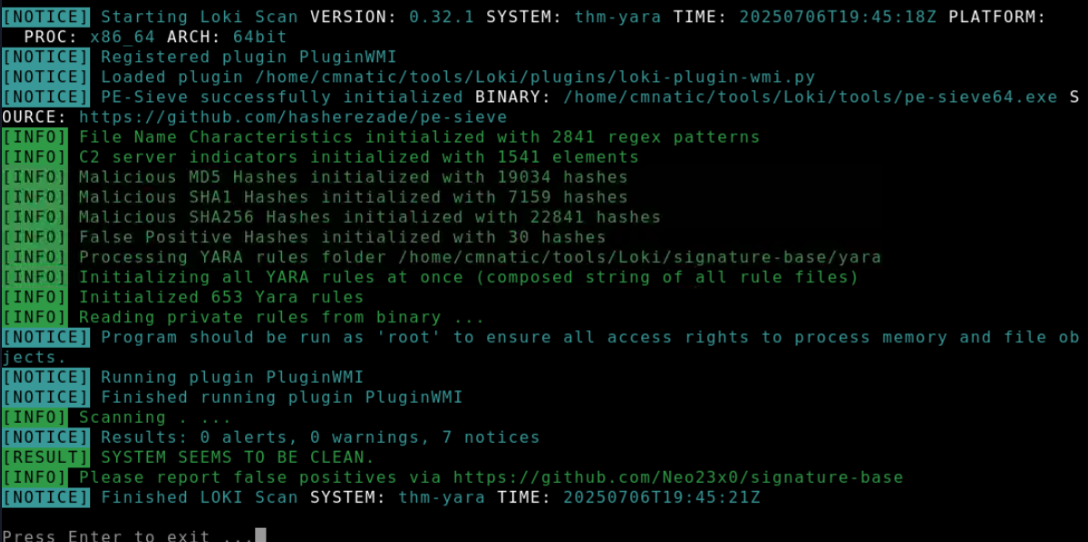 [NOTICE] Starting Loki Scan VERSION: 0.32.1 SYSTEM: thm-yara TIME: 20250706T19:45:18Z PLATFORM:
PROC: x86_64 ARCH: 64bit
[NOTICE] Registered plugin PluginWMI
[NOTICE] Loaded plugin /home/cmnatic/tools/Loki/plugins/loki-plugin-wmi.py
[NOTICE] PE-Sieve successfully initialized BINARY: /home/cmnatic/tools/Loki/tools/pe-sieve64.exe S
OURCE: https://github.com/hasherezade/pe-sieve
[INFO] File Name Characteristics initialized with 2841 regex patterns
[INFO] C2 server indicators initialized with 1541 elements
[INFO] Malicious MD5 Hashes initialized with 19034 hashes
[INFO] Malicious SHA1 Hashes initialized with 7159 hashes
[INFO] Malicious SHA256 Hashes initialized with 22841 hashes
[INFO] False Positive Hashes initialized with 30 hashes
[INFO] Processing YARA rules folder /home/cmnatic/tools/Loki/signature-base/yara
[INFO] Initializing all YARA rules at once (composed string of all rule files)
[INFO] Initialized 653 Yara rules
[INFO] Reading private rules from binary ...
[NOTICE] Program should be run as 'root' to ensure all access rights to process memory and file ob
jects.
[NOTICE] Running plugin PluginWMI
[NOTICE] Finished running plugin PluginWMI
[INFO] Scanning . ...
[NOTICE] Results: 0 alerts, 0 warnings, 7 notices
[RESULT] SYSTEM SEEMS TO BE CLEAN.
[INFO] Please report false positives via https://github.com/Neo23x0/signature-base
[NOTICE] Finished LOKI Scan SYSTEM: thm-yara TIME: 20250706T19:45:21Z
Press Enter to exit ...